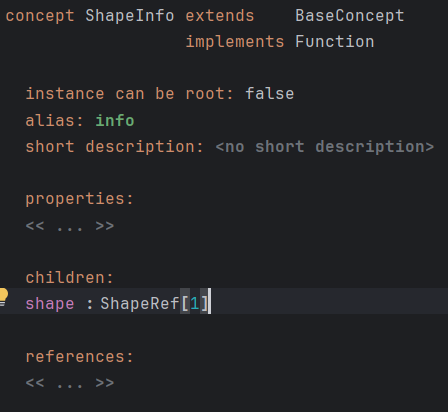 concept ShapeInfo extends BaseConcept
implements Function
instance can be root: false
alias: info
short description: <no short description>
properties:
<< ... >>
children:
shape : ShapeRef[1]
references:
<< ... >>